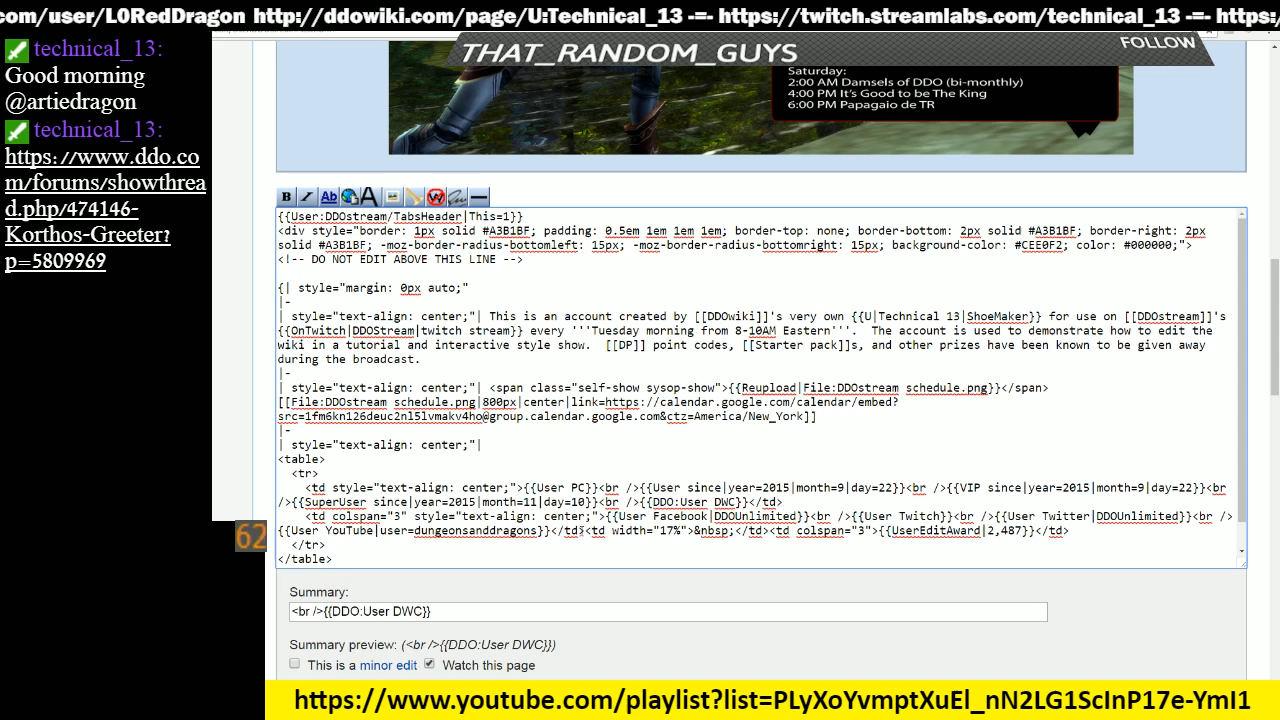 com/user/L0RedDragon http://ddowiki.com/page/U:Technical_13 -=- https://twitch.streamlabs.com/technical_13 -=- https:/
technical_13:
Good morning
@artiedragon
technical_13:
https://www.ddo.co
m/forums/showthrea
d.php/474146-
Korthos-Greeter?
p=5809969
THAT_RANDOM_GUYS
FOLLOW
Saturday:
2:00 AM Damsels of DDO (bi-monthly)
4:00 PM It's Good to be The King
6:00 PM Papagaio de TR
B I Ab A W
{{User:DDOstream/TabsHeader|This=1}}
<div style="border: 1px solid #A3B1BF; padding: 0.5em 1em 1em 1em; border-top: none; border-bottom: 2px solid #A3B1BF; border-right: 2px
solid #A3B1BF; -moz-border-radius-bottomleft: 15px; -moz-border-radius-bottomright: 15px; background-color: #CEE0F2; color: #000000;">
<!-- DO NOT EDIT ABOVE THIS LINE -->
{| style="margin: 0px auto;"
|-
| style="text-align: center;"| This is an account created by [[DDOwiki]]'s very own {{U|Technical 13|ShoeMaker}} for use on [[DDOstream]]'s
{{OnTwitch|DDOStream|twitch stream}} every '''Tuesday morning from 8-10AM Eastern'''.  The account is used to demonstrate how to edit the
wiki in a tutorial and interactive style show.  [[DP]] point codes, [[Starter pack]]s, and other prizes have been known to be given away
during the broadcast.
|-
| style="text-align: center;"| <span class="self-show sysop-show">{{Reupload|File:DDOstream schedule.png}}</span>
[[File:DDOstream schedule.png|800px|center|link=https://calendar.google.com/calendar/embed?
src=1fm6kn126deuc2nl5lvmakv4ho@group.calendar.google.com&ctz=America/New_York]]
|-
| style="text-align: center;"|
<table>
<tr>
<td style="text-align: center;">{{User PC}}<br />{{User since|year=2015|month=9|day=22}}<br />{{VIP since|year=2015|month=9|day=22}}<br
/>{{SuperUser since|year=2015|month=11|day=10}}<br />{{DDO:User DWC}}</td>
<td colspan="3" style="text-align: center;">{{User Facebook|DDOUnlimited}}<br />{{User Twitch}}<br />{{User Twitter|DDOUnlimited}}<br />
{{User YouTube|user=dungeonsanddragons}}</td><td width="17%">&nbsp;</td><td colspan="3">{{UserEditAward|2,487}}</td>
</tr>
</table>
62
Summary:
<br />{{DDO:User DWC}}
Summary preview: (<br />{{DDO:User DWC}})
This is a minor edit Watch this page
https://www.youtube.com/playlist?list=PLyXoYvmptXuEl_nN2LG1ScInP17e-YmI1